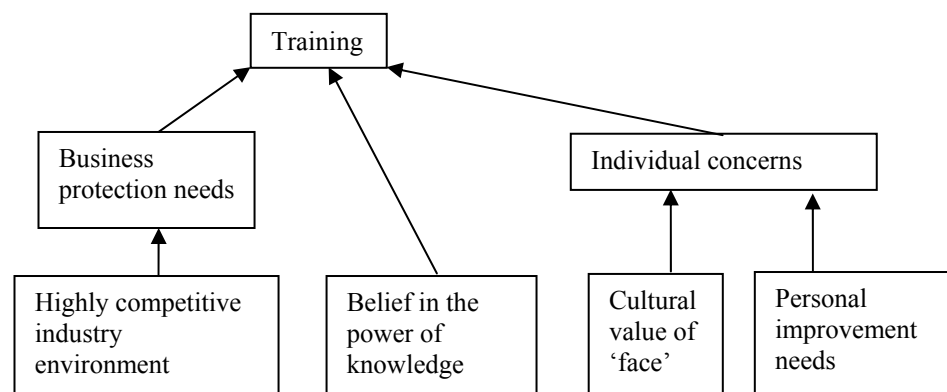 Training
Business
protection needs
Individual concerns
Highly competitive
industry
environment
Belief in the
power of
knowledge
Cultural
value of
‘face’
Personal
improvement
needs